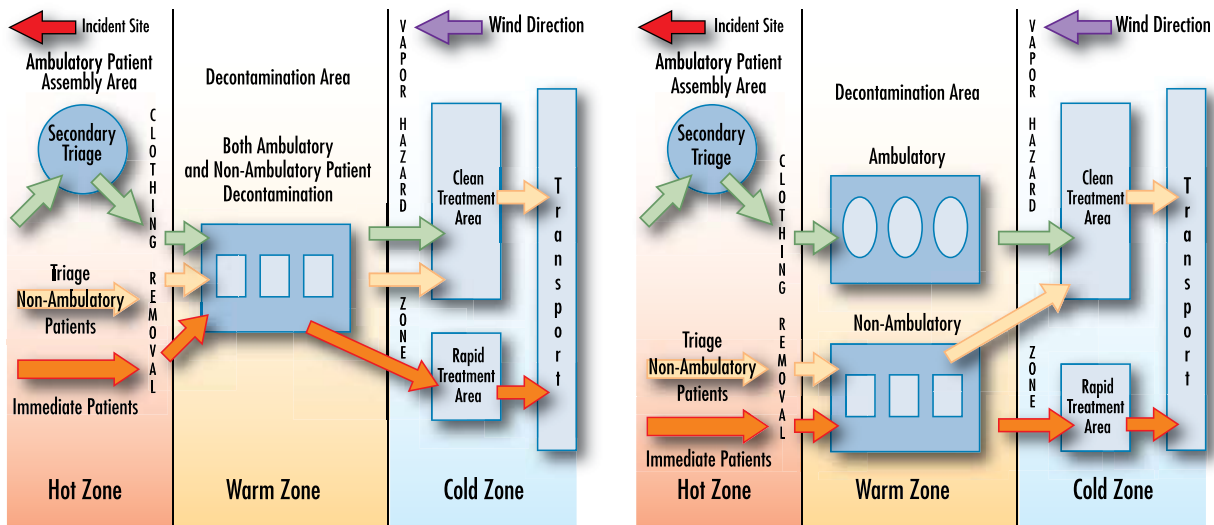 Incident Site
Wind Direction
Ambulatory Patient
Assembly Area
Secondary
Triage
CLOTHING REMOVAL
Triage
Non-Ambulatory
Patients
Immediate Patients
Hot Zone
Decontamination Area
Both Ambulatory
and Non-Ambulatory Patient
Decontamination
Warm Zone
VAPOR HAZARD ZONE
Clean
Treatment
Area
Rapid
Treatment
Area
Transport
Cold Zone
Incident Site
Wind Direction
Ambulatory Patient
Assembly Area
Secondary
Triage
CLOTHING REMOVAL
Triage
Non-Ambulatory
Patients
Immediate Patients
Hot Zone
Decontamination Area
Ambulatory
Non-Ambulatory
Warm Zone
VAPOR HAZARD ZONE
Clean
Treatment
Area
Rapid
Treatment
Area
Transport
Cold Zone